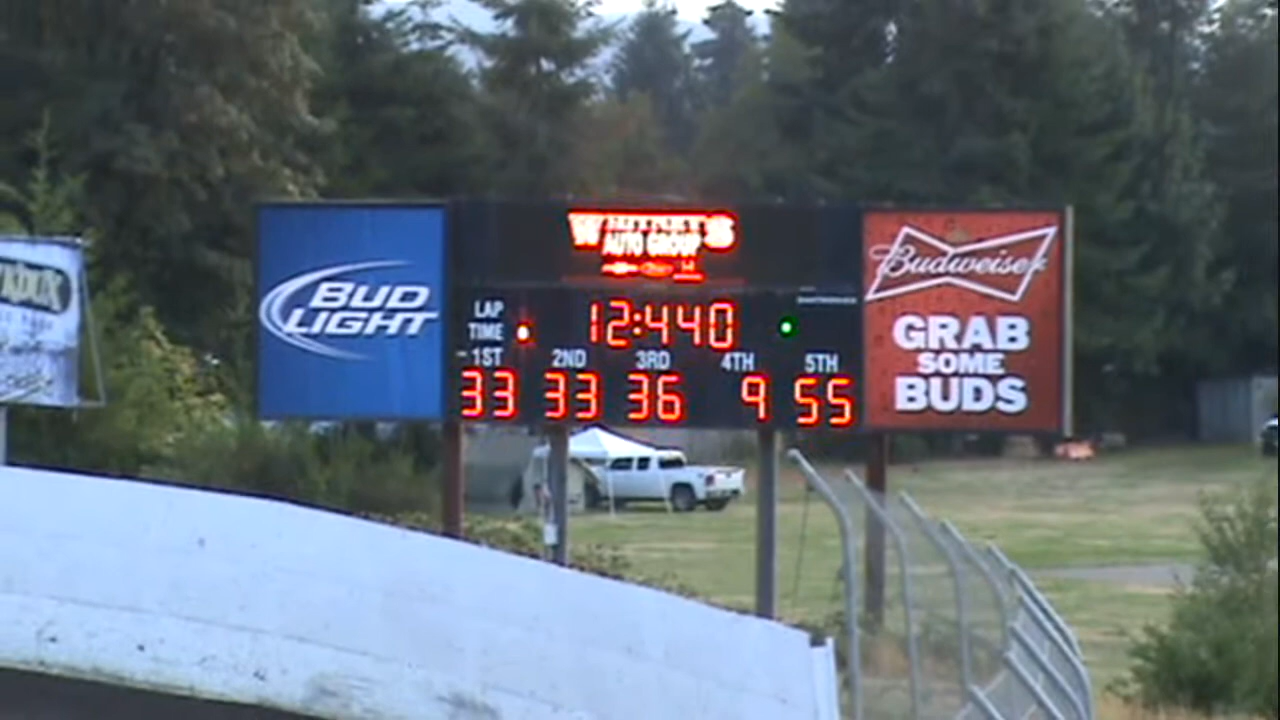 WHITNEY'S
AUTO GROUP
BUD
LIGHT
LAP
TIME
12:440
1ST 2ND 3RD 4TH 5TH
33 33 36 9 55
Budweiser
GRAB
SOME
BUDS